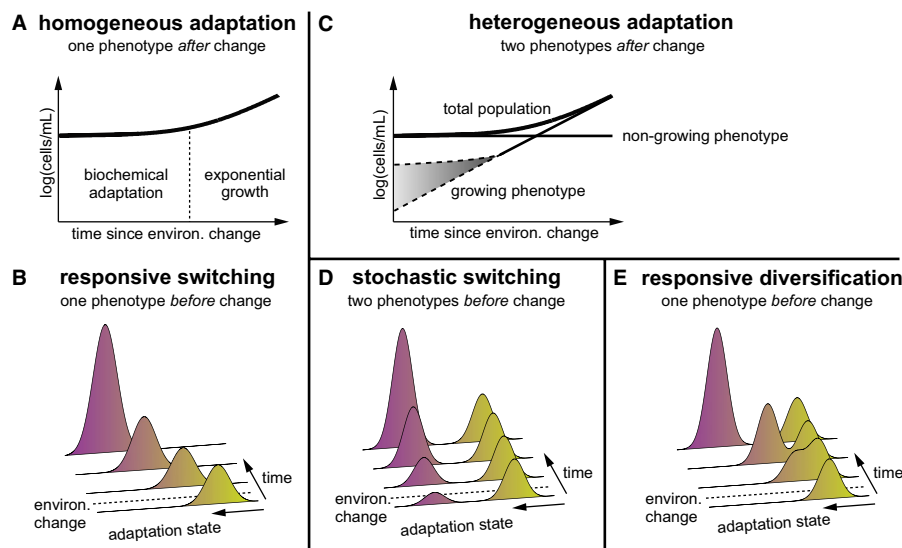 A homogeneous adaptation
one phenotype after change
log(cells/mL)
biochemical
adaptation
exponential
growth
time since environ. change
C heterogeneous adaptation
two phenotypes after change
log(cells/mL)
total population
non-growing phenotype
growing phenotype
time since environ. change
B responsive switching
one phenotype before change
time
environ.
change
adaptation state
D stochastic switching
two phenotypes before change
time
environ.
change
adaptation state
E responsive diversification
one phenotype before change
time
environ.
change
adaptation state